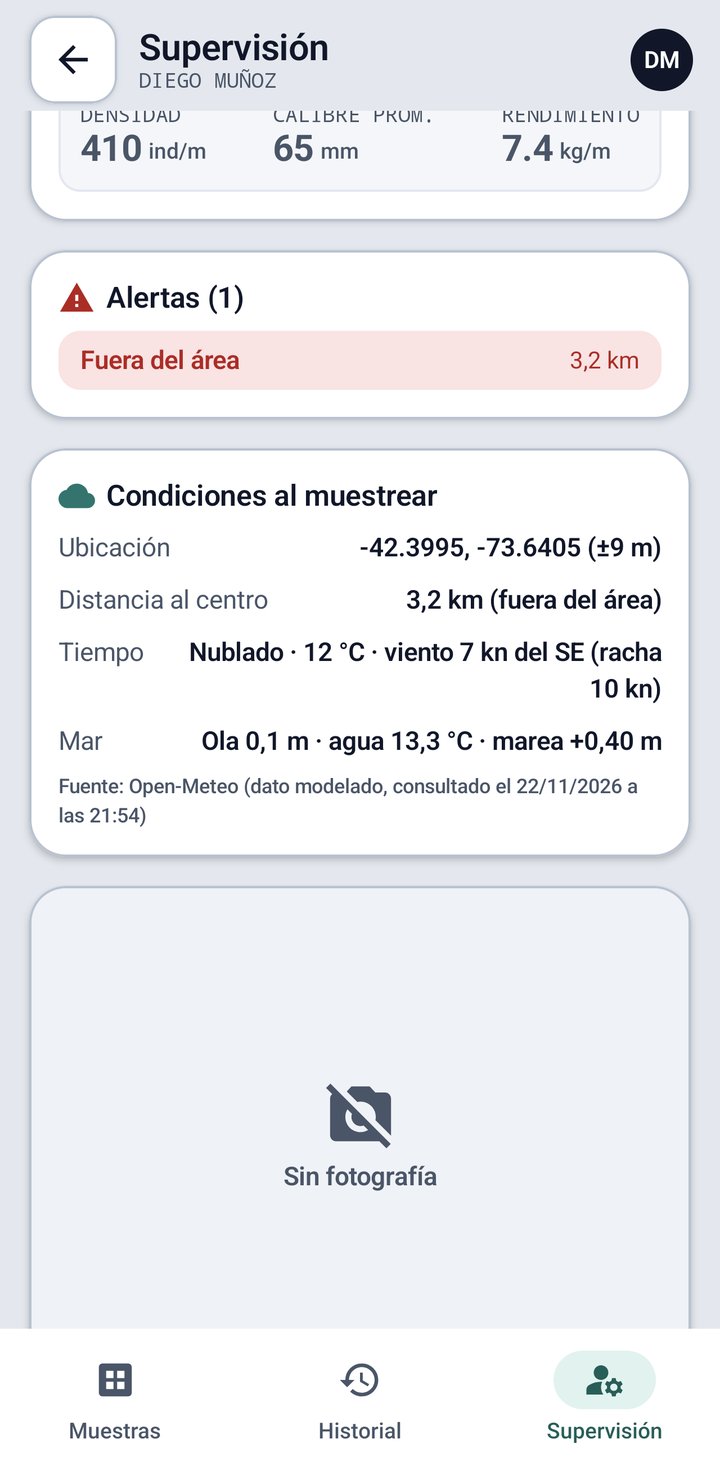 Supervisión
DIEGO MUÑOZ
DM
DENSIDAD CALIBRE PROM. RENDIMIENTO
410 ind/m 65 mm 7.4 kg/m
Alertas (1)
Fuera del área 3,2 km
Condiciones al muestrear
Ubicación -42.3995, -73.6405 (±9 m)
Distancia al centro 3,2 km (fuera del área)
Tiempo Nublado · 12 °C · viento 7 kn del SE (racha
10 kn)
Mar Ola 0,1 m · agua 13,3 °C · marea +0,40 m
Fuente: Open-Meteo (dato modelado, consultado el 22/11/2026 a
las 21:54)
Sin fotografía
Muestras Historial Supervisión